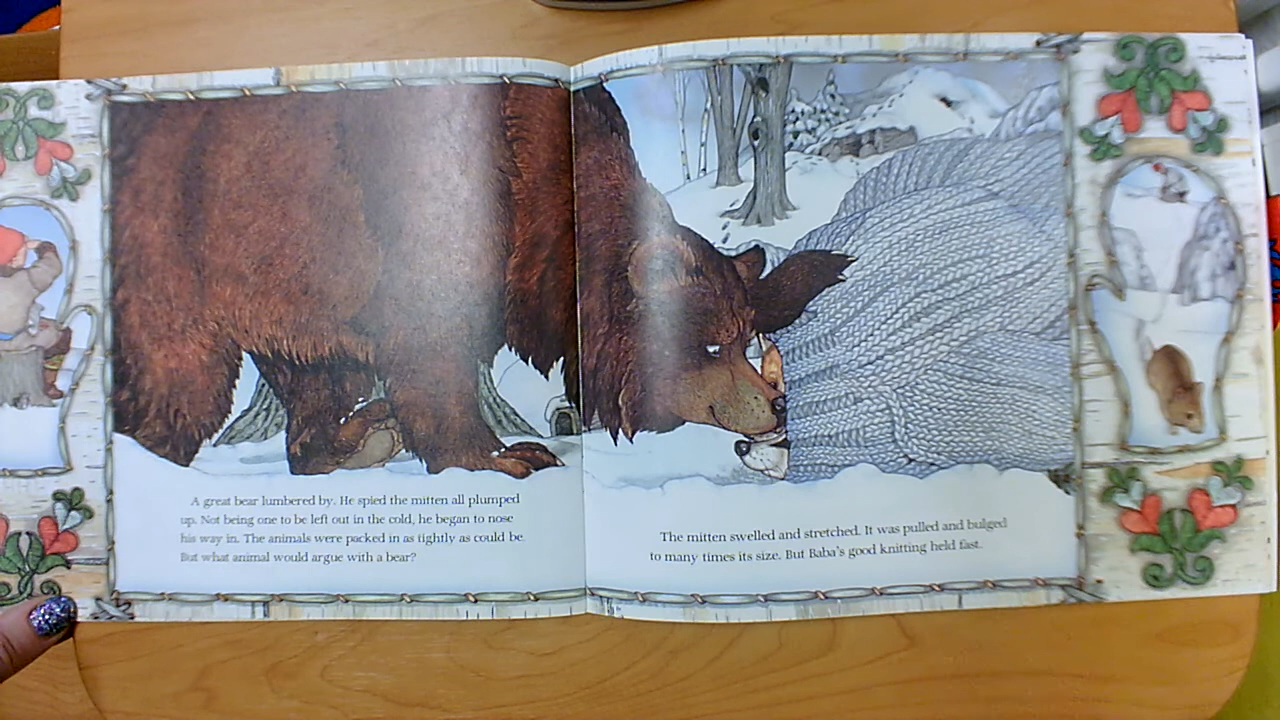 A great bear lumbered by. He spied the mitten all plumped
up. Not being one to be left out in the cold, he began to nose
his way in. The animals were packed in as tightly as could be.
But what animal would argue with a bear?
The mitten swelled and stretched. It was pulled and bulged
to many times its size. But Baba's good knitting held fast.